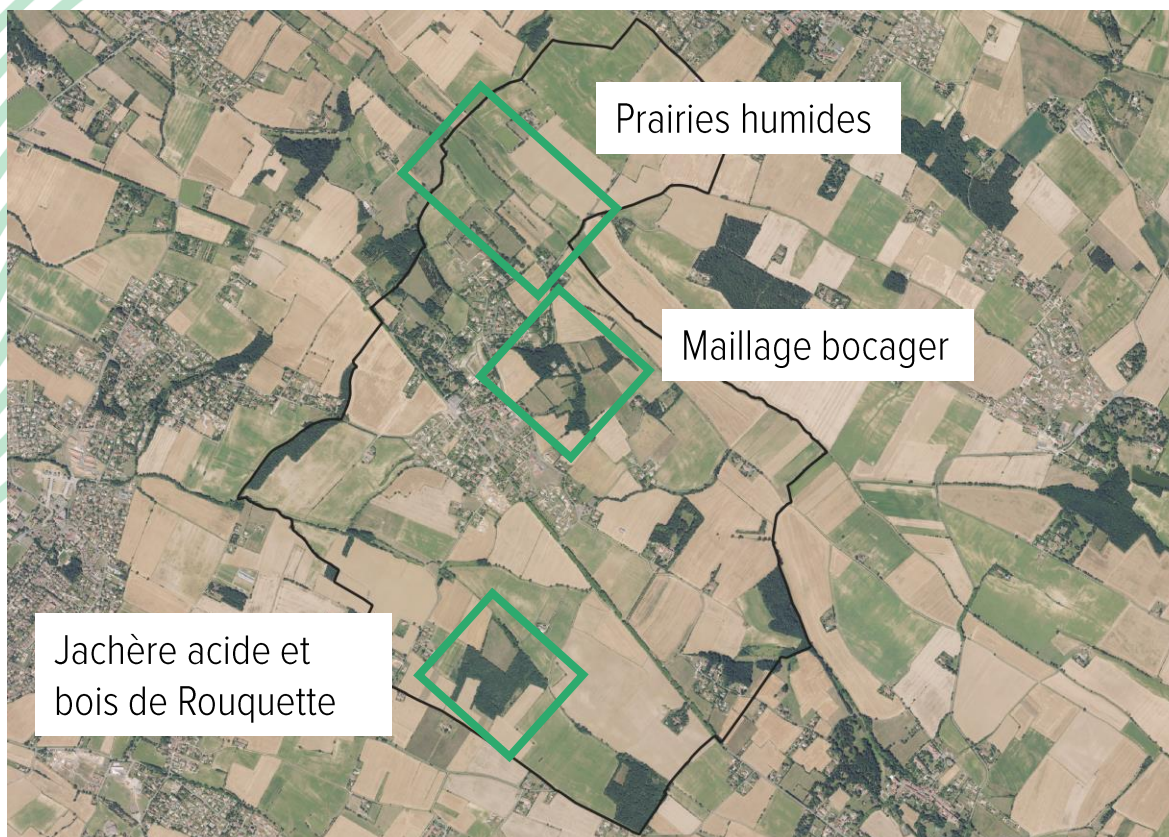 Prairies humides
Maillage bocager
Jachère acide et
bois de Rouquette